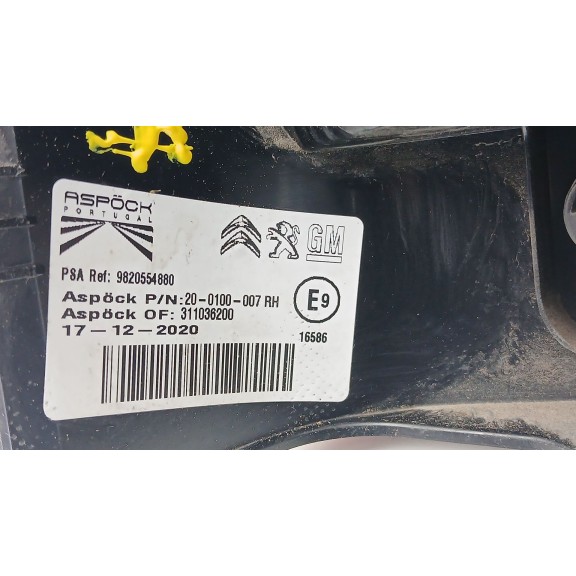 ASPÖCK
PORTUGAL
GM
PSA Ref: 9820554880
Aspöck P/N: 20-0100-007 RH
Aspöck OF: 311036200
17-12-2020
E9
16586